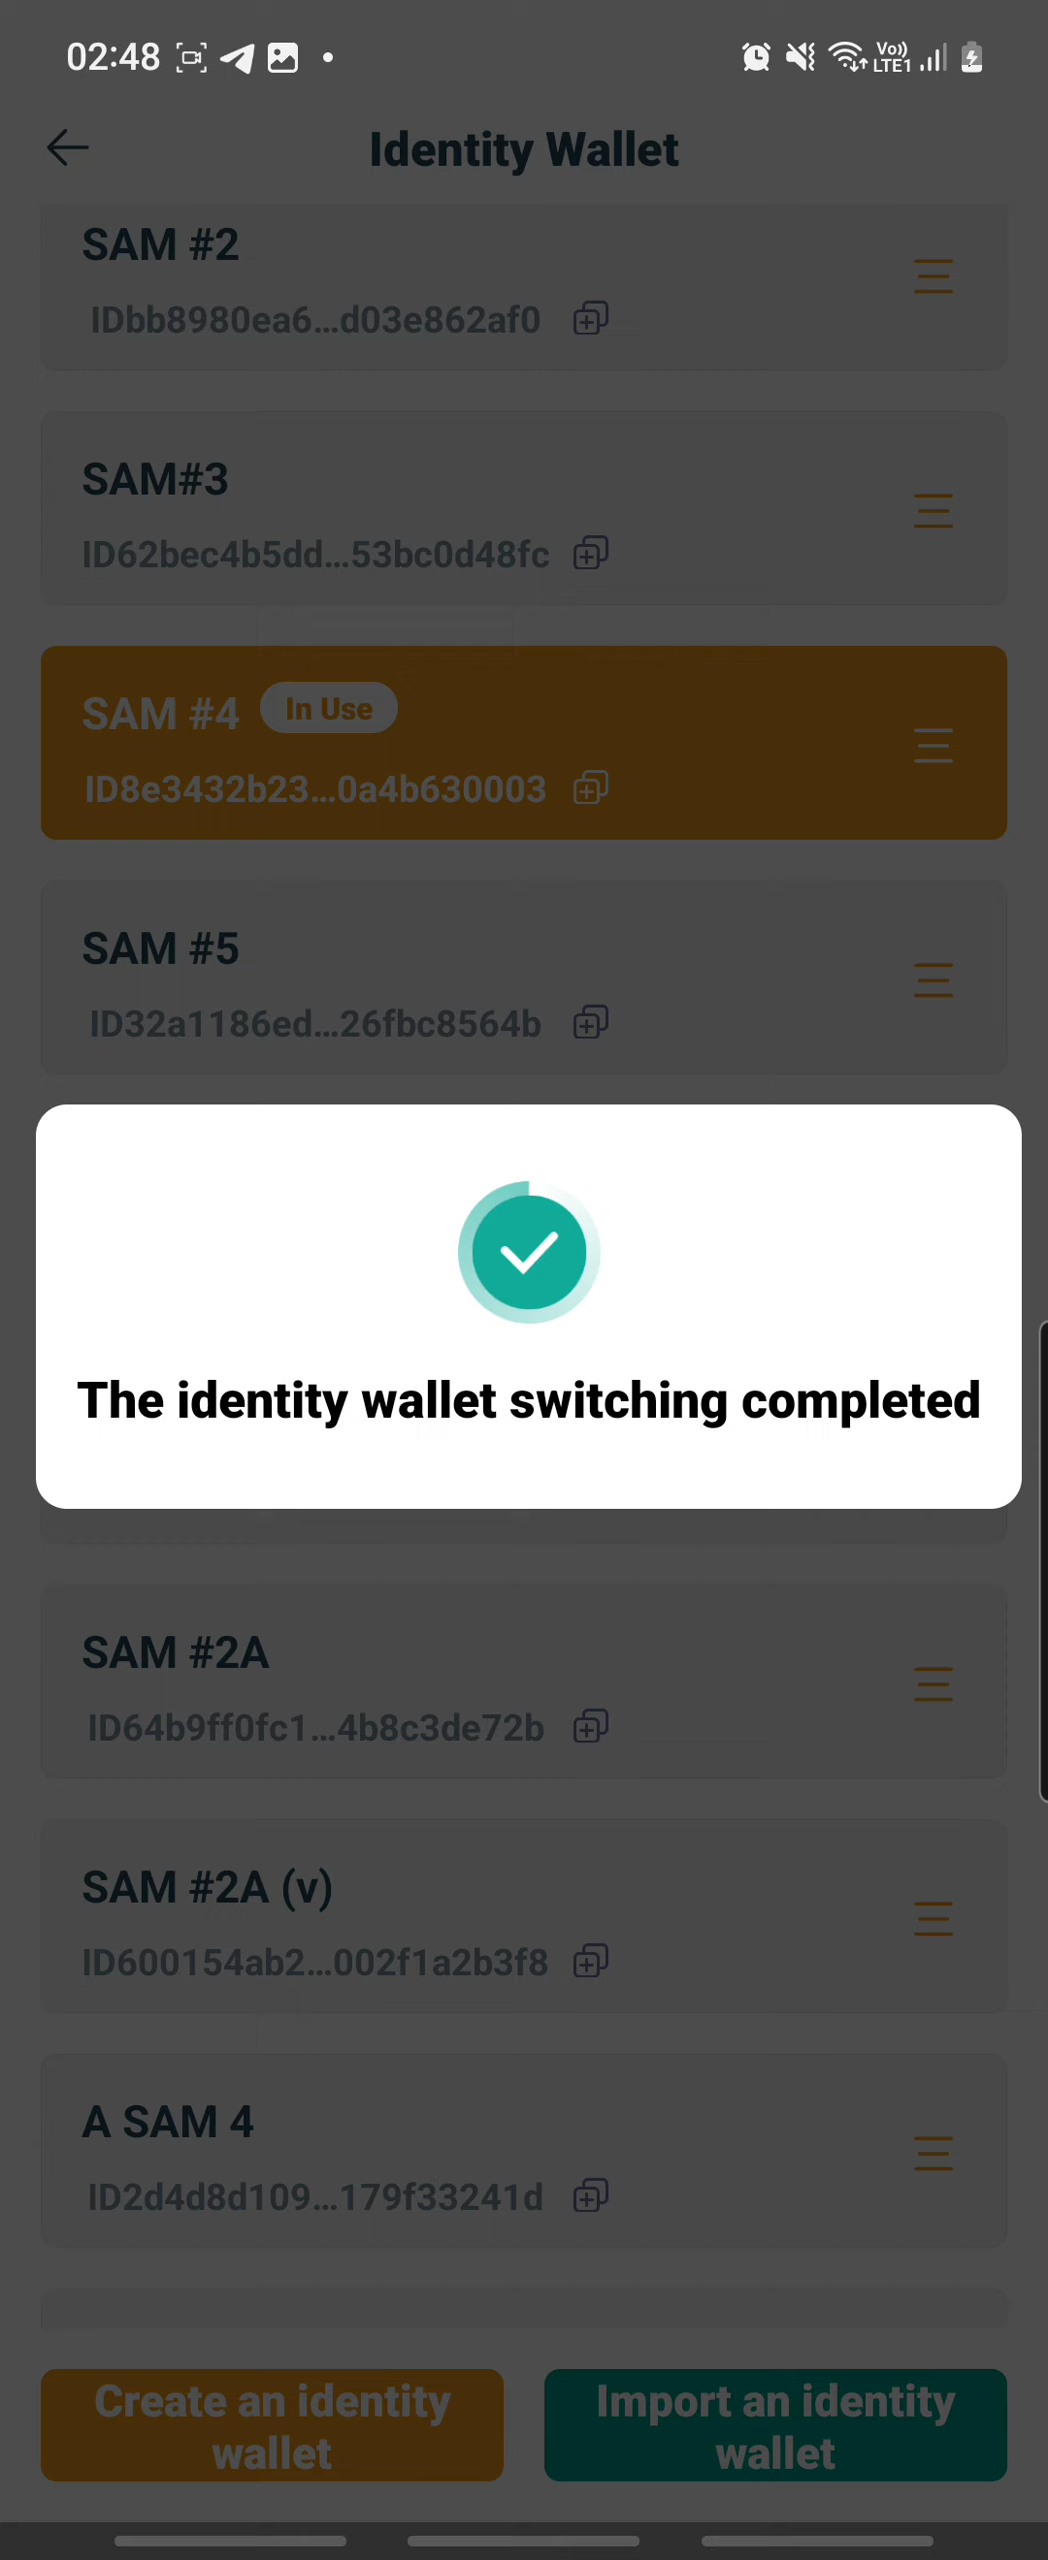 02:48
Vo))
LTE1
Identity Wallet
SAM #2
IDbb8980ea6...d03e862af0
SAM#3
ID62bec4b5dd...53bc0d48fc
SAM #4 In Use
ID8e3432b23...0a4b630003
SAM #5
ID32a1186ed...26fbc8564b
The identity wallet switching completed
SAM #2A
ID64b9ff0fc1...4b8c3de72b
SAM #2A (v)
ID600154ab2...002f1a2b3f8
A SAM 4
ID2d4d8d109...179f33241d
Create an identity
wallet
Import an identity
wallet